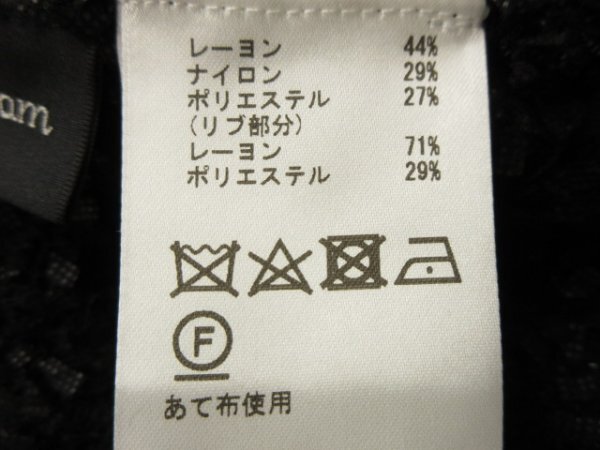 レーヨン 44%
ナイロン 29%
ポリエステル 27%
(リブ部分)
レーヨン 71%
ポリエステル 29%
F
あて布使用
am